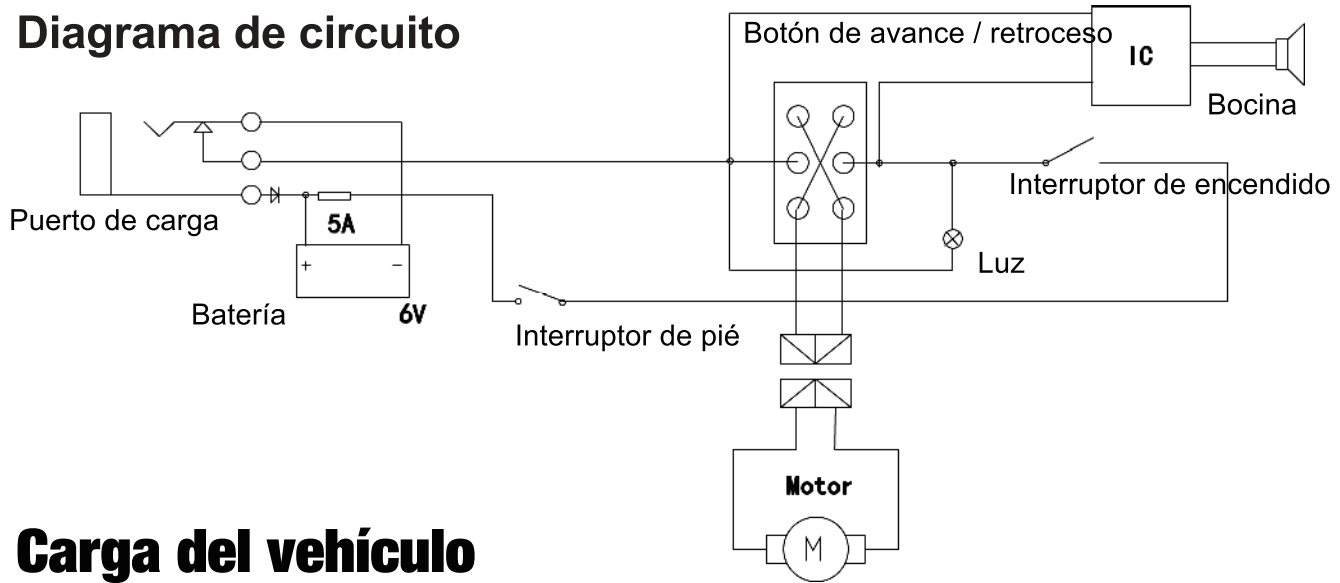 Diagrama de circuito
Botón de avance / retroceso
IC
Bocina
Interruptor de encendido
Puerto de carga
5A
+
−
Luz
Batería
6V
Interruptor de pié
Motor
M
Carga del vehículo